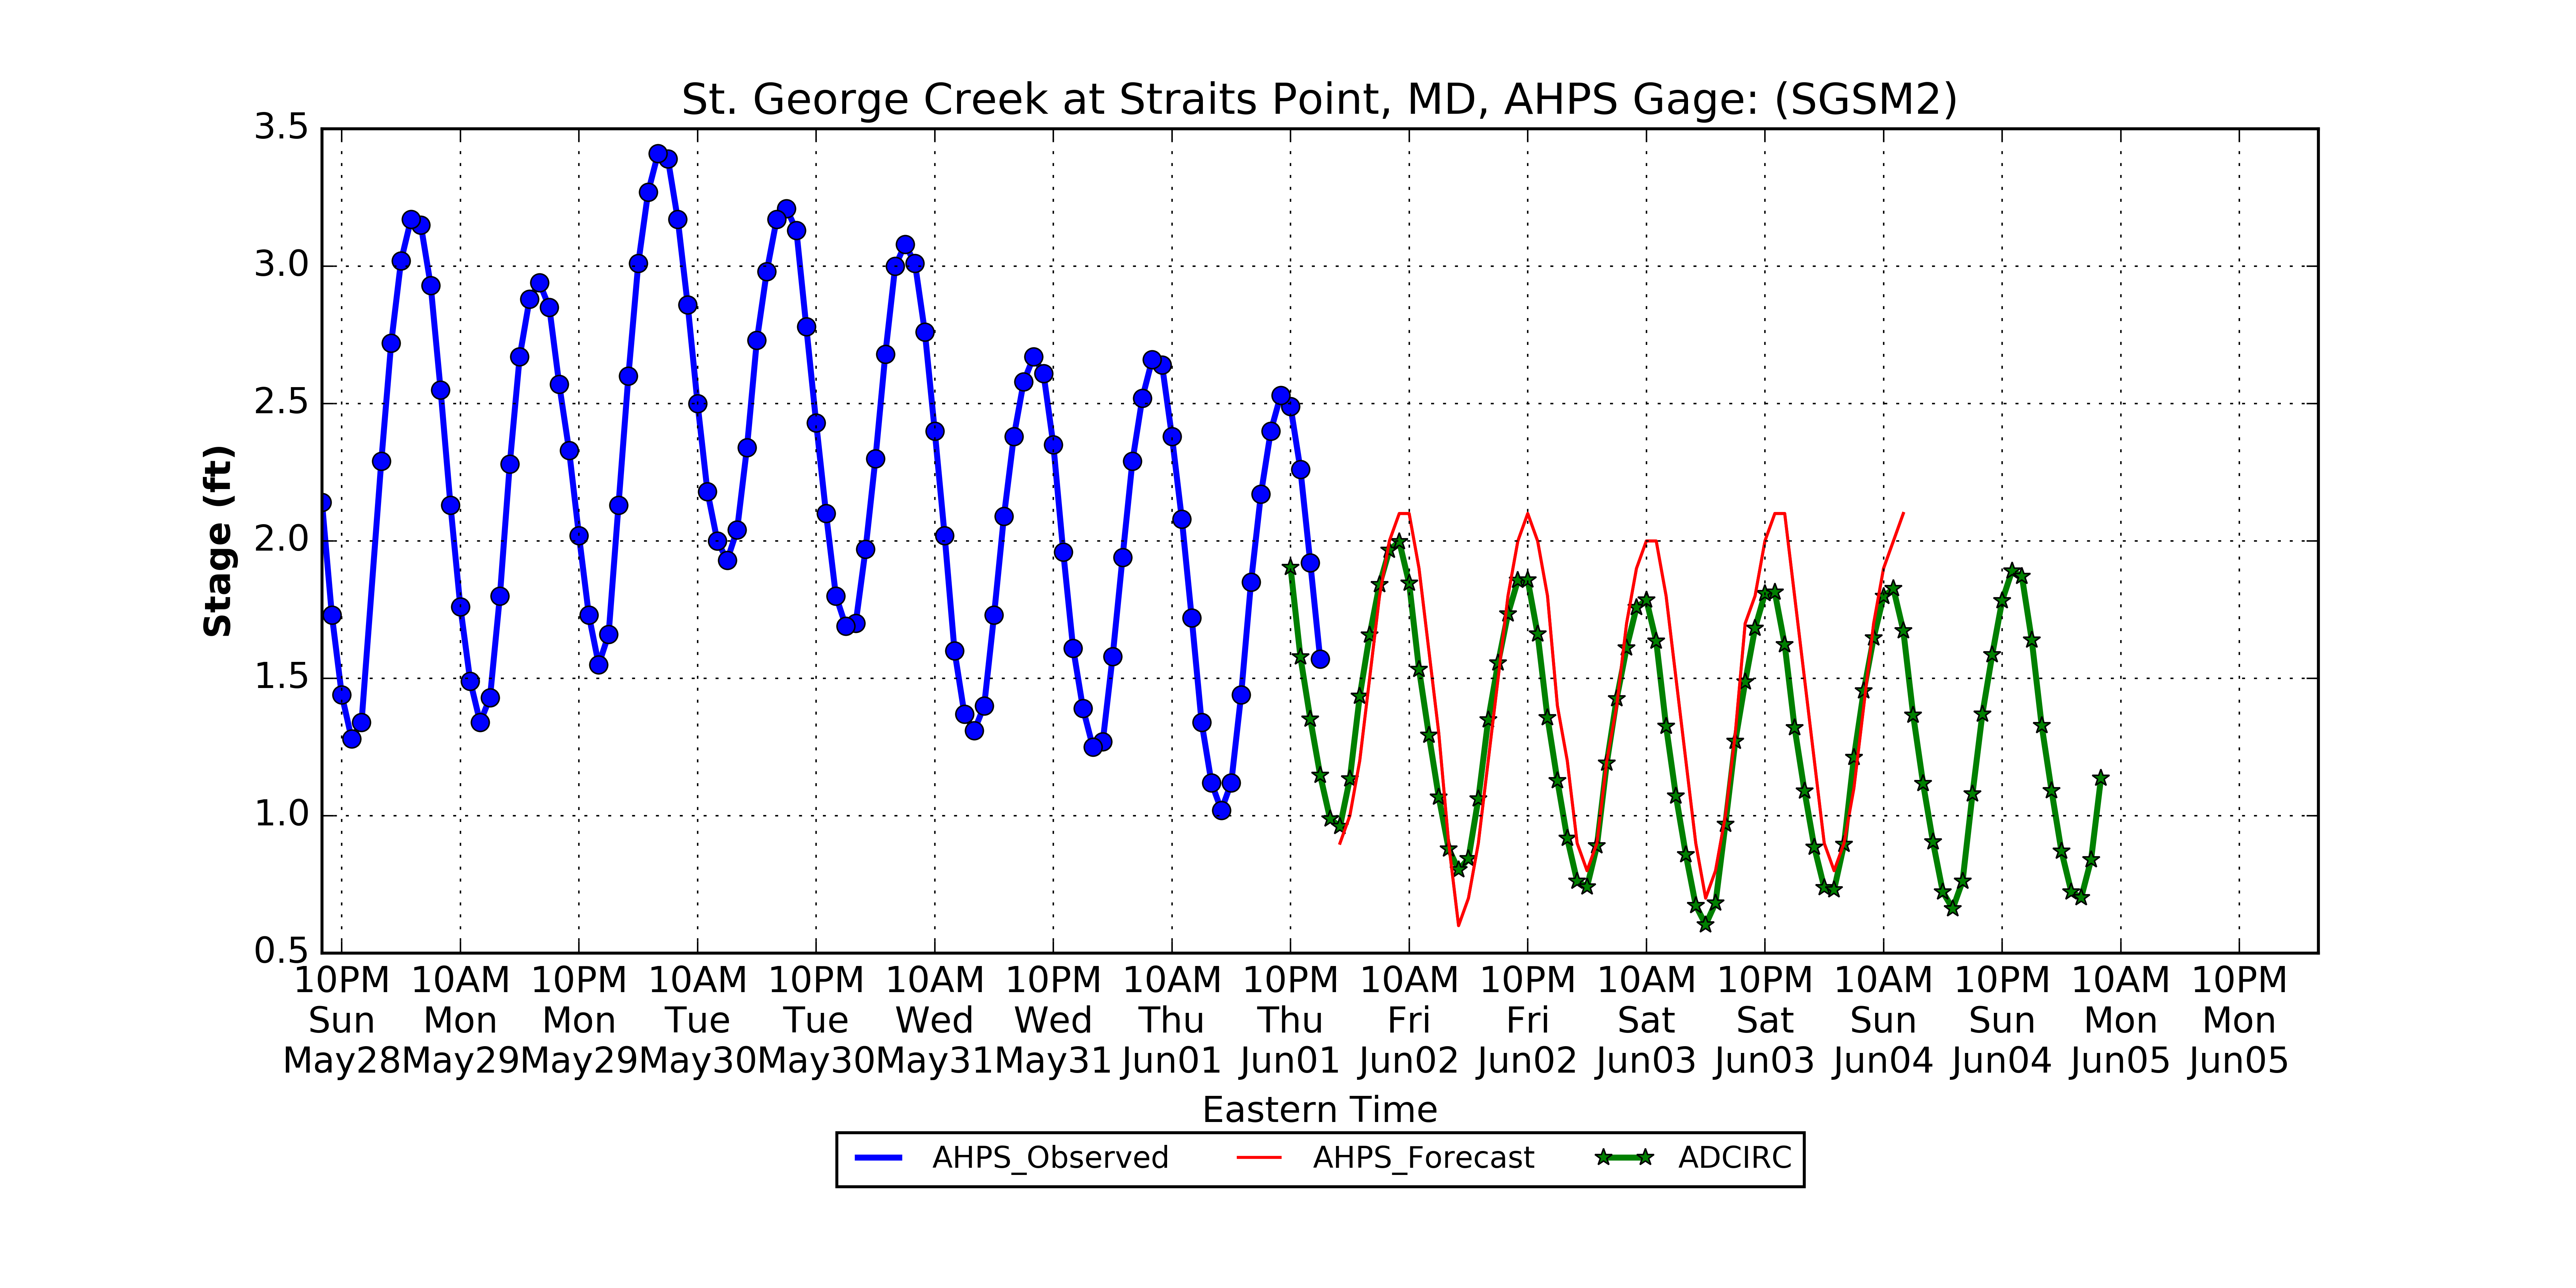 St. George Creek at Straits Point, MD, AHPS Gage: (SGSM2)
3.5
3.0
2.5
2.0
1.5
1.0
0.5
Stage (ft)
10PM 10AM 10PM 10AM 10PM 10AM 10PM 10AM 10PM 10AM 10PM 10AM 10PM 10AM 10PM 10AM 10PM
Sun Mon Mon Tue Tue Wed Wed Thu Thu Fri Fri Sat Sat Sun Sun Mon Mon
May28 May29 May29 May30 May30 May31 May31 Jun01 Jun01 Jun02 Jun02 Jun03 Jun03 Jun04 Jun04 Jun05 Jun05
Eastern Time
AHPS_Observed AHPS_Forecast ADCIRC